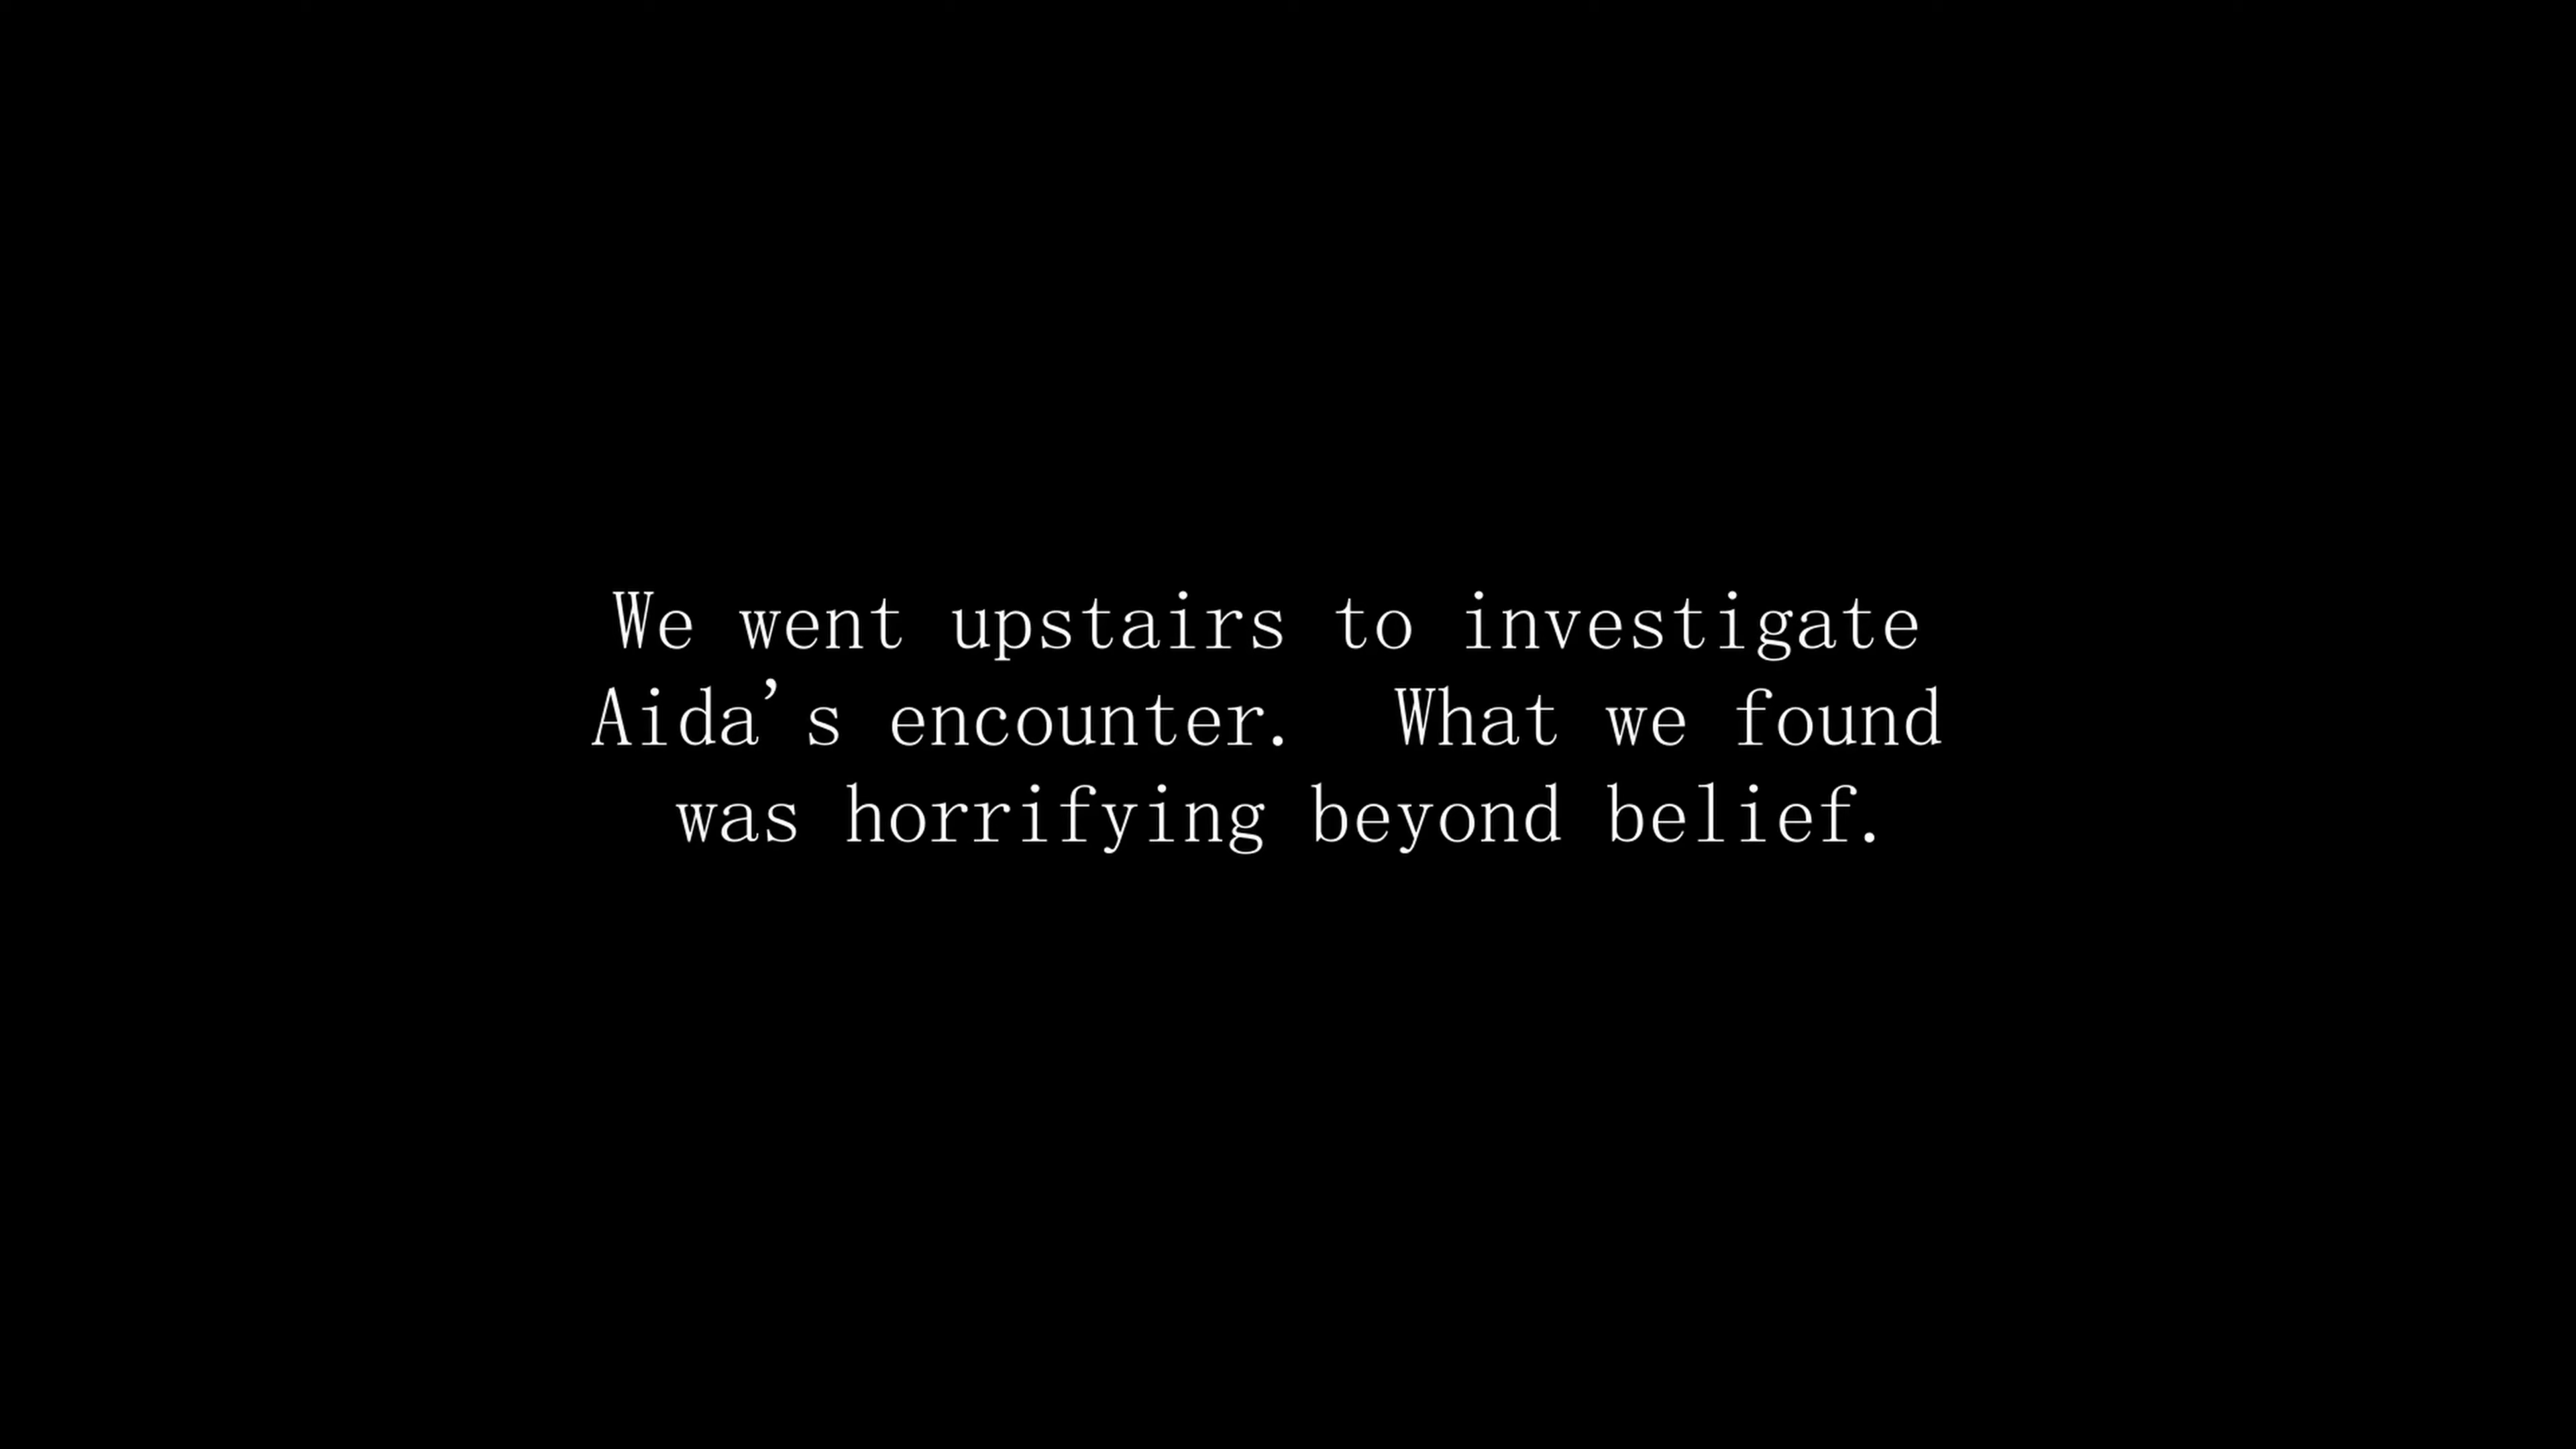 We went upstairs to investigate
Aida's encounter.  What we found
was horrifying beyond belief.